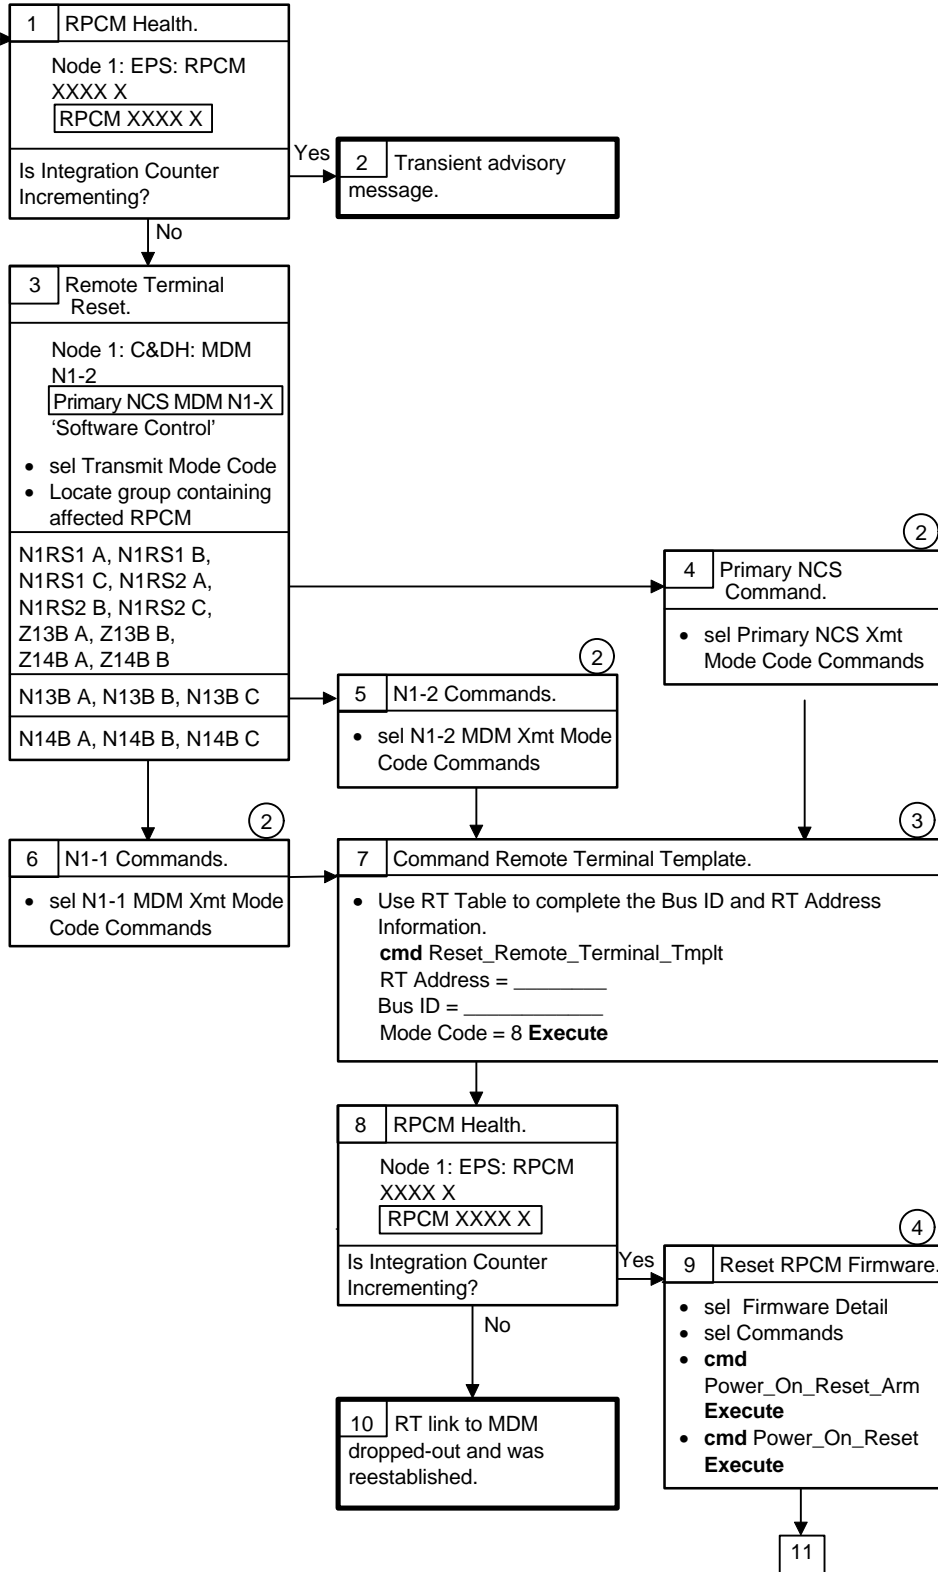 1 RPCM Health.
Node 1: EPS: RPCM
XXXX X
RPCM XXXX X
Is Integration Counter
Incrementing?
Yes
2 Transient advisory
message.
No
3 Remote Terminal
Reset.
Node 1: C&DH: MDM
N1-2
Primary NCS MDM N1-X
‘Software Control’
• sel Transmit Mode Code
• Locate group containing
affected RPCM
N1RS1 A, N1RS1 B,
N1RS1 C, N1RS2 A,
N1RS2 B, N1RS2 C,
Z13B A, Z13B B,
Z14B A, Z14B B
N13B A, N13B B, N13B C
N14B A, N14B B, N14B C
2
4 Primary NCS
Command.
• sel Primary NCS Xmt
Mode Code Commands
2
5 N1-2 Commands.
• sel N1-2 MDM Xmt Mode
Code Commands
2
6 N1-1 Commands.
• sel N1-1 MDM Xmt Mode
Code Commands
3
7 Command Remote Terminal Template.
• Use RT Table to complete the Bus ID and RT Address
Information.
cmd Reset_Remote_Terminal_Tmplt
RT Address = ________
Bus ID = ____________
Mode Code = 8 Execute
8 RPCM Health.
Node 1: EPS: RPCM
XXXX X
RPCM XXXX X
Is Integration Counter
Incrementing?
Yes
No
4
9 Reset RPCM Firmware.
• sel Firmware Detail
• sel Commands
• cmd
Power_On_Reset_Arm
Execute
• cmd Power_On_Reset
Execute
10 RT link to MDM
dropped-out and was
reestablished.
11